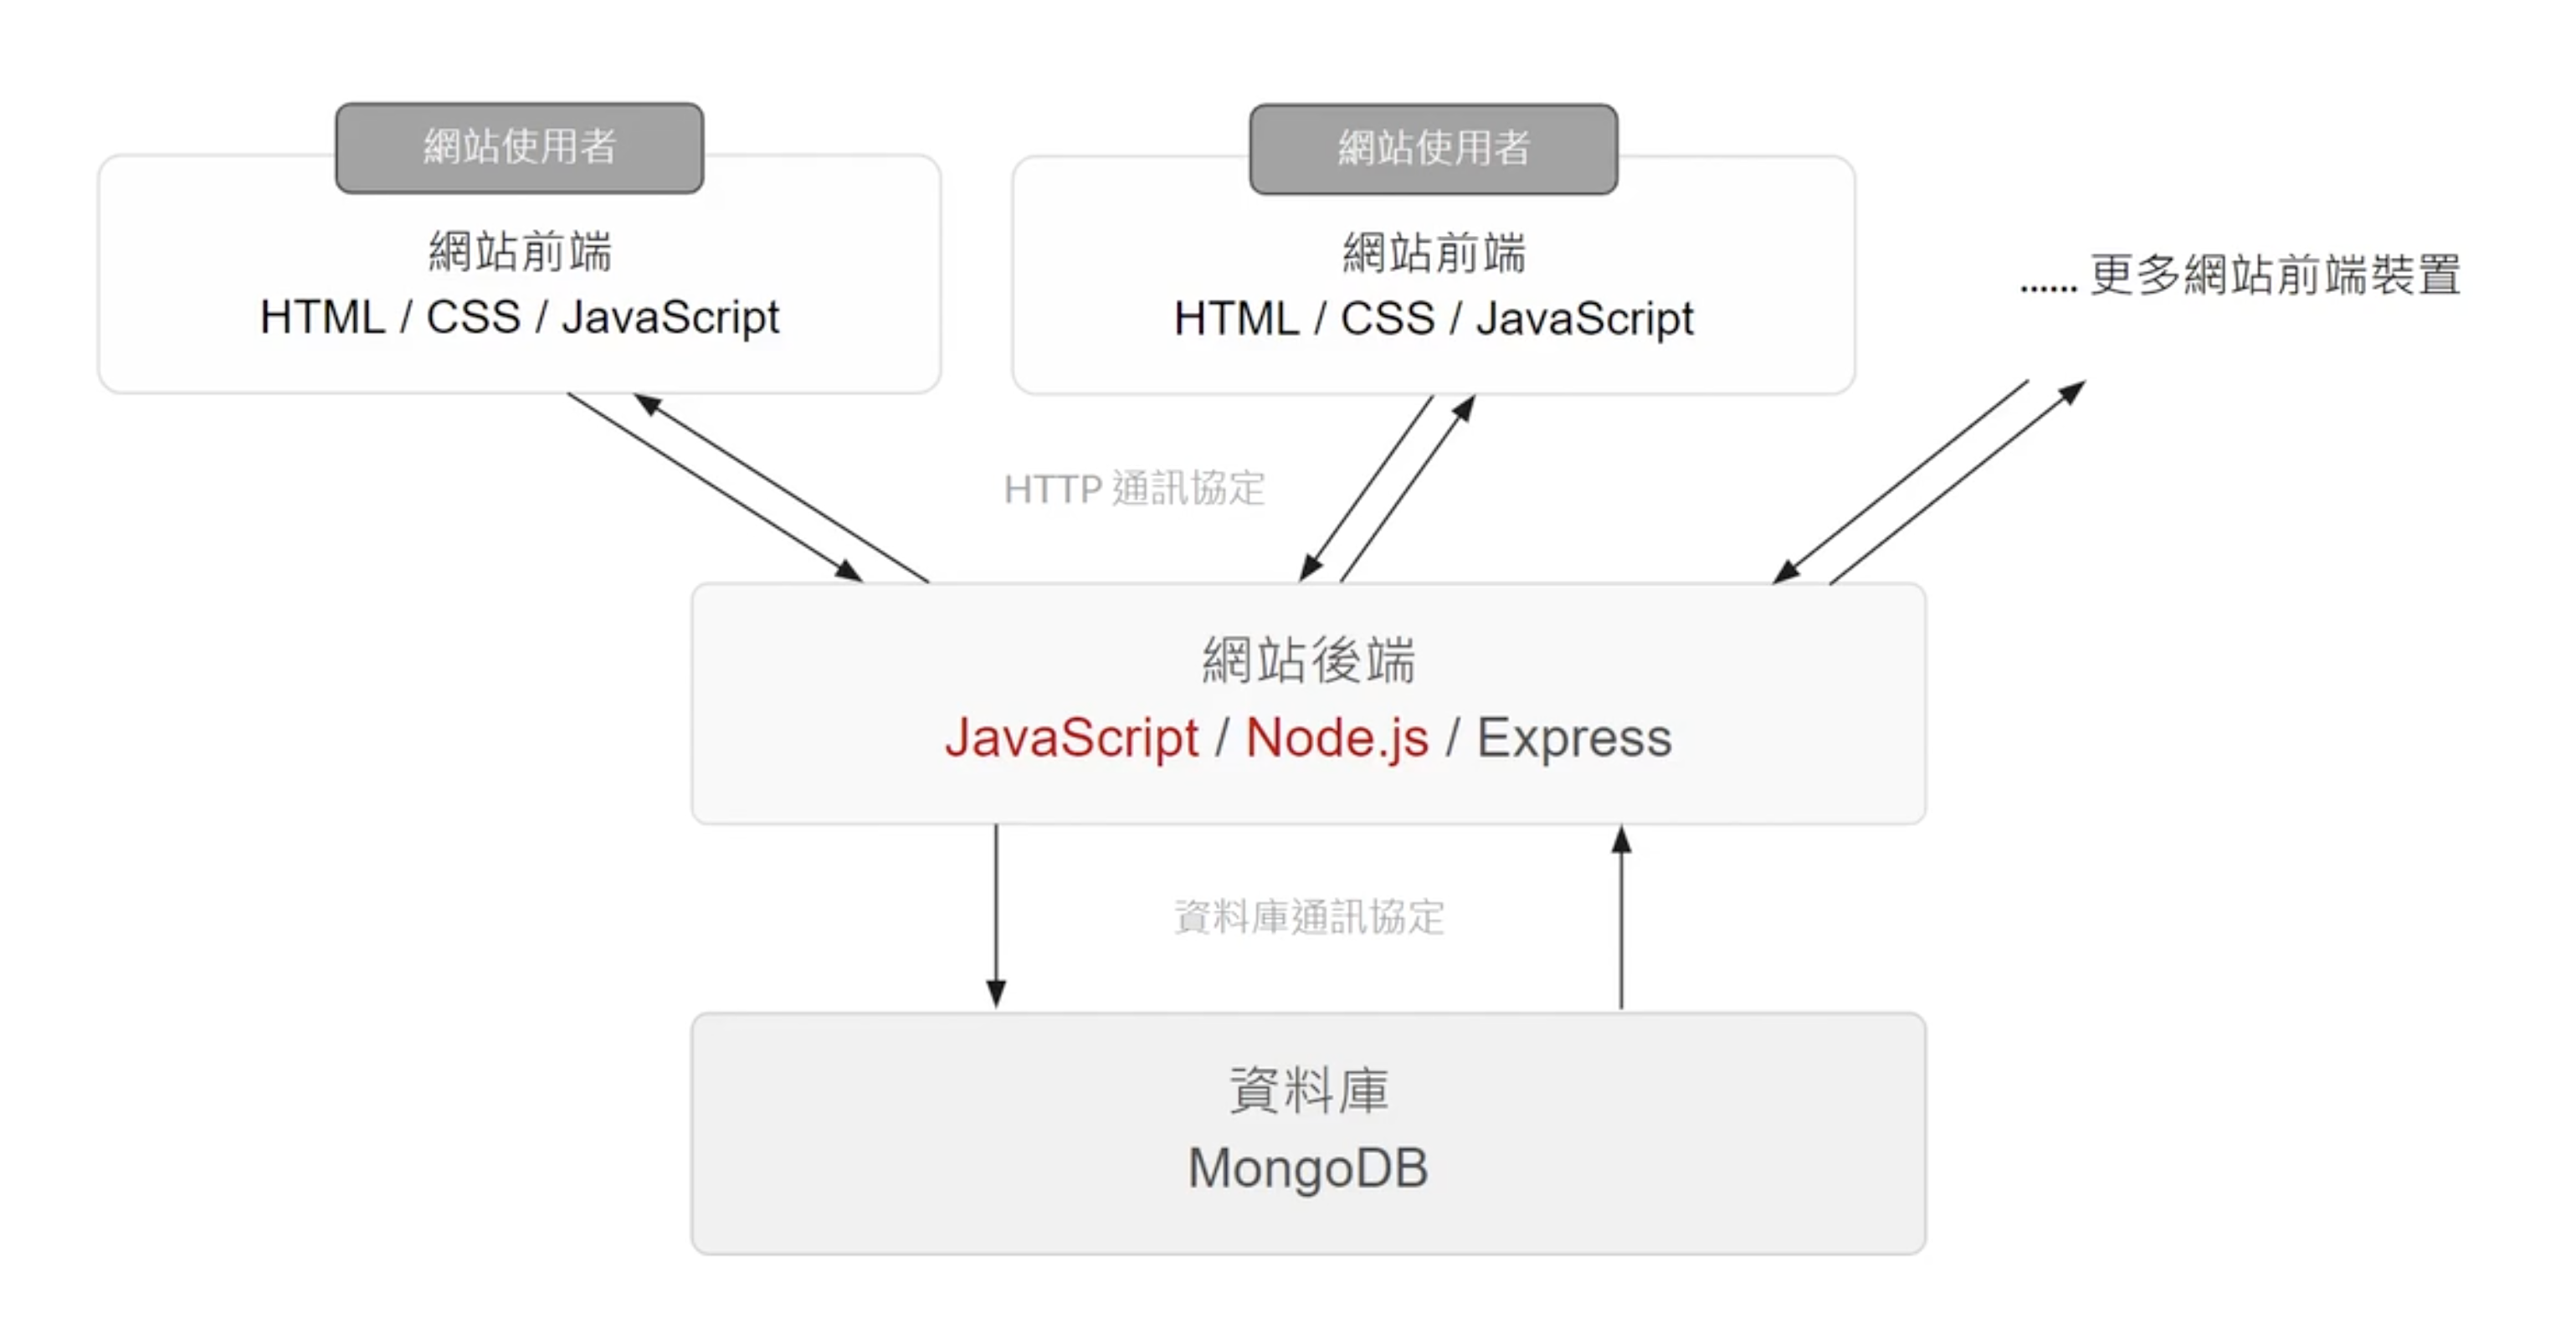 網站使用者
網站前端
HTML / CSS / JavaScript
網站使用者
網站前端
HTML / CSS / JavaScript
...... 更多網站前端裝置
HTTP 通訊協定
網站後端
JavaScript / Node.js / Express
資料庫通訊協定
資料庫
MongoDB